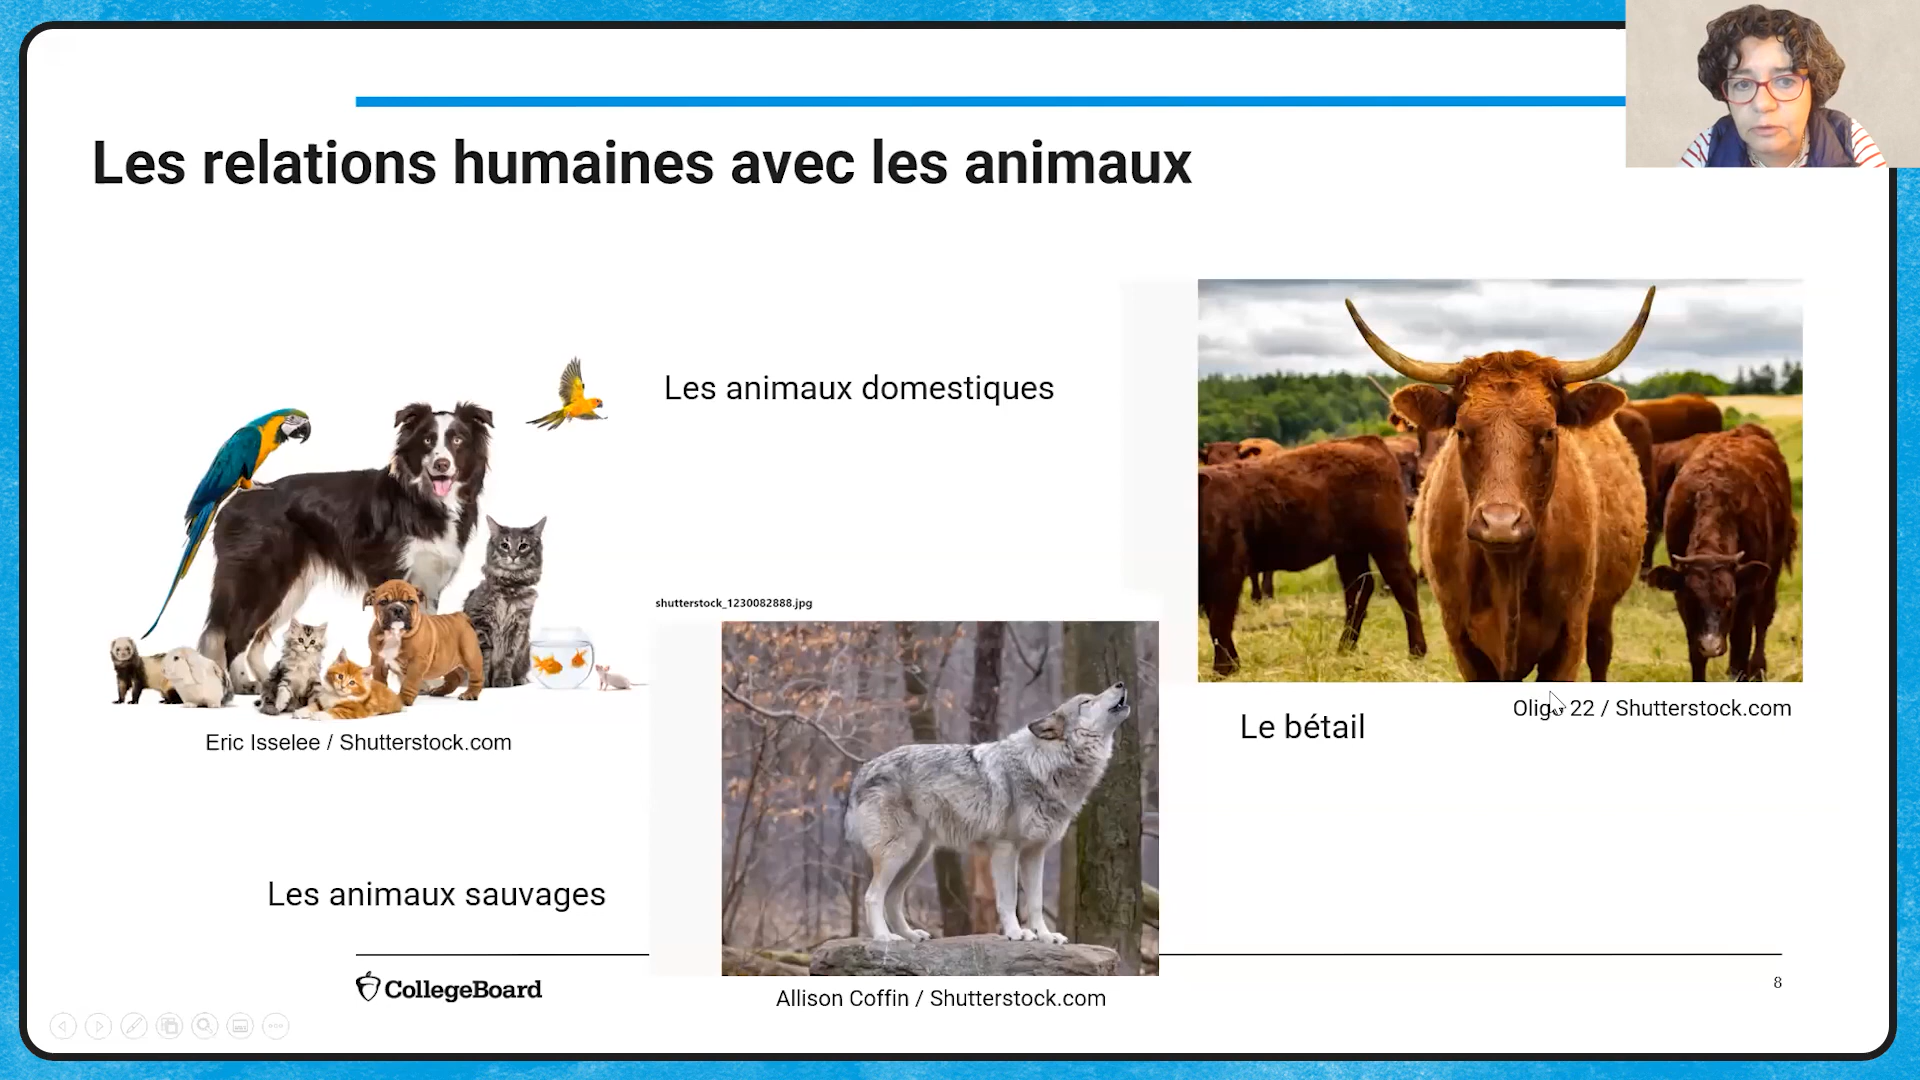 Les relations humaines avec les animaux
Les animaux domestiques
shutterstock_1230082888.jpg
Eric Isselee / Shutterstock.com
Le bétail
22 / Shutterstock.com
Les animaux sauvages
CollegeBoard
Allison Coffin / Shutterstock.com
8